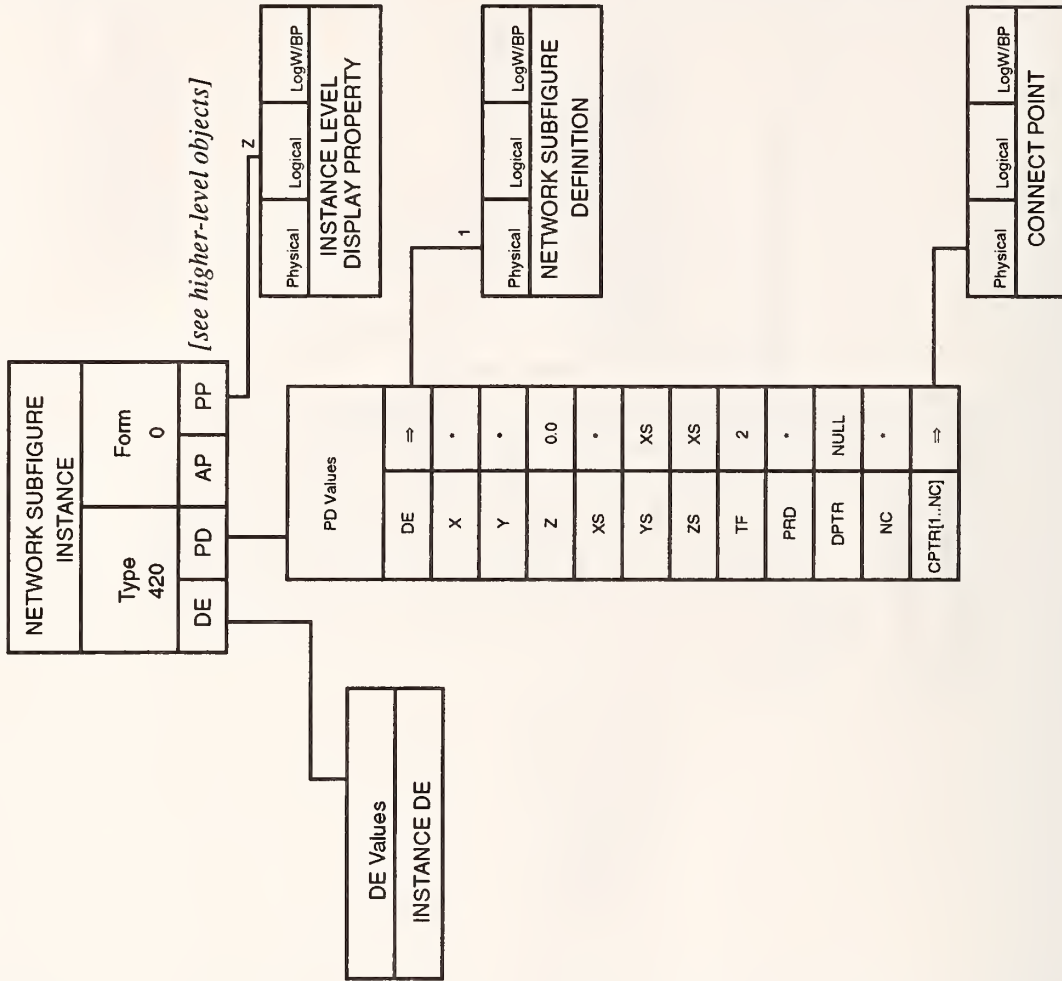 NETWORK SUBFIGURE
INSTANCE
Type
420
Form
0
DE PD AP PP
[see higher-level objects]
DE Values
INSTANCE DE
PD Values
DE ⇒
X *
Y *
Z 0.0
XS *
YS XS
ZS XS
TF 2
PRD *
DPTR NULL
NC *
CPTR[1..NC] ⇒
Z
Physical Logical LogW/BP
INSTANCE LEVEL
DISPLAY PROPERTY
1
Physical Logical LogW/BP
NETWORK SUBFIGURE
DEFINITION
Physical Logical LogW/BP
CONNECT POINT